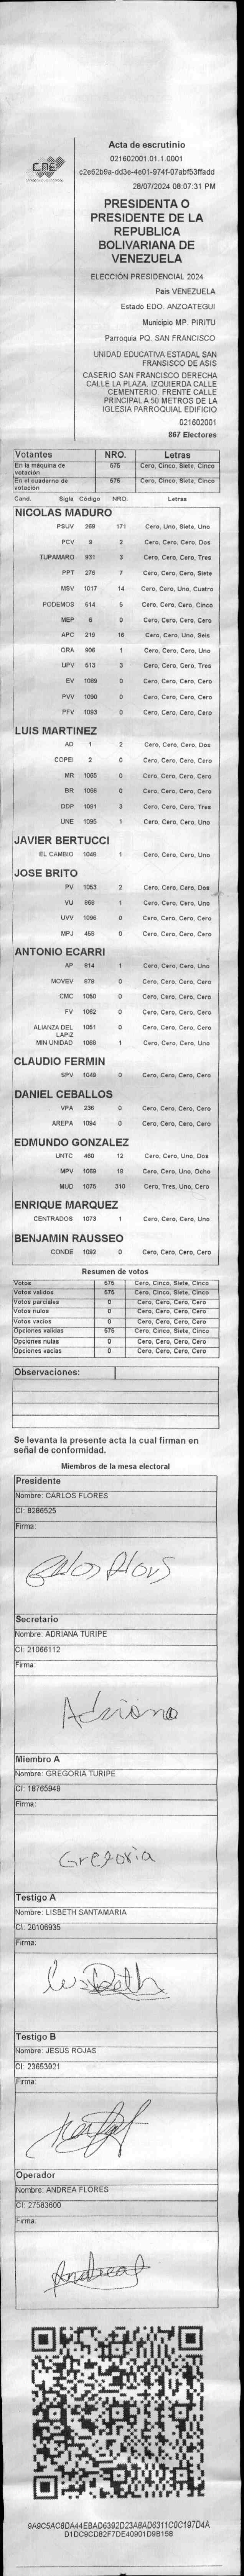 CNE
Acta de escrutinio
021602001.01.1.0001
c2e62b9a-dd3e-4e01-974f-07abf53ffadd
28/07/2024 08:07:31 PM
PRESIDENTA O
PRESIDENTE DE LA
REPUBLICA
BOLIVARIANA DE
VENEZUELA
ELECCIÓN PRESIDENCIAL 2024
Pais VENEZUELA
Estado EDO. ANZOATEGUI
Municipio MP. PIRITU
Parroquia PQ. SAN FRANCISCO
UNIDAD EDUCATIVA ESTADAL SAN
FRANSISCO DE ASIS
CASERIO SAN FRANCISCO DERECHA
CALLE LA PLAZA. IZQUIERDA CALLE
CEMENTERIO. FRENTE CALLE
PRINCIPAL A 50 METROS DE LA
IGLESIA PARROQUIAL EDIFICIO
021602001
867 Electores
Votantes NRO. Letras
En la máquina de votación 575 Cero, Cinco, Siete, Cinco
En el cuaderno de votación 575 Cero, Cinco, Siete, Cinco
Cand. Sigla Código NRO. Letras
NICOLAS MADURO
PSUV 269 171 Cero, Uno, Siete, Uno
PCV 9 2 Cero, Cero, Cero, Dos
TUPAMARO 931 3 Cero, Cero, Cero, Tres
PPT 276 7 Cero, Cero, Cero, Siete
MSV 1017 14 Cero, Cero, Uno, Cuatro
PODEMOS 514 5 Cero, Cero, Cero, Cinco
MEP 6 0 Cero, Cero, Cero, Cero
APC 219 16 Cero, Cero, Uno, Seis
ORA 906 1 Cero, Cero, Cero, Uno
UPV 613 3 Cero, Cero, Cero, Tres
EV 1089 0 Cero, Cero, Cero, Cero
PVV 1090 0 Cero, Cero, Cero, Cero
PFV 1093 0 Cero, Cero, Cero, Cero
LUIS MARTINEZ
AD 1 2 Cero, Cero, Cero, Dos
COPEI 2 0 Cero, Cero, Cero, Cero
MR 1065 0 Cero, Cero, Cero, Cero
BR 1066 0 Cero, Cero, Cero, Cero
DDP 1091 3 Cero, Cero, Cero, Tres
UNE 1095 1 Cero, Cero, Cero, Uno
JAVIER BERTUCCI
EL CAMBIO 1046 1 Cero, Cero, Cero, Uno
JOSE BRITO
PV 1053 2 Cero, Cero, Cero, Dos
VU 868 1 Cero, Cero, Cero, Uno
UVV 1096 0 Cero, Cero, Cero, Cero
MPJ 459 0 Cero, Cero, Cero, Cero
ANTONIO ECARRI
AP 814 1 Cero, Cero, Cero, Uno
MOVEV 879 0 Cero, Cero, Cero, Cero
CMC 1050 0 Cero, Cero, Cero, Cero
FV 1062 0 Cero, Cero, Cero, Cero
ALIANZA DEL LAPIZ 1051 0 Cero, Cero, Cero, Cero
MIN UNIDAD 1069 1 Cero, Cero, Cero, Uno
CLAUDIO FERMIN
SPV 1048 0 Cero, Cero, Cero, Cero
DANIEL CEBALLOS
VPA 236 0 Cero, Cero, Cero, Cero
AREPA 1094 0 Cero, Cero, Cero, Cero
EDMUNDO GONZALEZ
UNTC 460 12 Cero, Cero, Uno, Dos
MPV 1069 18 Cero, Cero, Uno, Ocho
MUD 1075 310 Cero, Tres, Uno, Cero
ENRIQUE MARQUEZ
CENTRADOS 1073 1 Cero, Cero, Cero, Uno
BENJAMIN RAUSSEO
CONDE 1092 0 Cero, Cero, Cero, Cero
Resumen de votos
Votos 575 Cero, Cinco, Siete, Cinco
Votos validos 575 Cero, Cinco, Siete, Cinco
Votos parciales 0 Cero, Cero, Cero, Cero
Votos nulos 0 Cero, Cero, Cero, Cero
Votos vacios 0 Cero, Cero, Cero, Cero
Opciones validas 575 Cero, Cinco, Siete, Cinco
Opciones nulas 0 Cero, Cero, Cero, Cero
Opciones vacias 0 Cero, Cero, Cero, Cero
Observaciones:
Se levanta la presente acta la cual firman en
señal de conformidad.
Miembros de la mesa electoral
Presidente
Nombre: CARLOS FLORES
CI: 8286525
Firma:
Carlos Flores
Secretario
Nombre: ADRIANA TURIPE
CI: 21066112
Firma:
Adriana
Miembro A
Nombre: GREGORIA TURIPE
CI: 18765949
Firma:
Gregoria
Testigo A
Nombre: LISBETH SANTAMARIA
CI: 20106935
Firma:
Lisbeth
Testigo B
Nombre: JESUS ROJAS
CI: 23653921
Firma:
Operador
Nombre: ANDREA FLORES
CI: 27583600
Firma:
Andrea
9A9C5AC8DA44EBAD6392D23A8AD6311C0C197D4A
D1DC9CD82F7DE40901D9B158